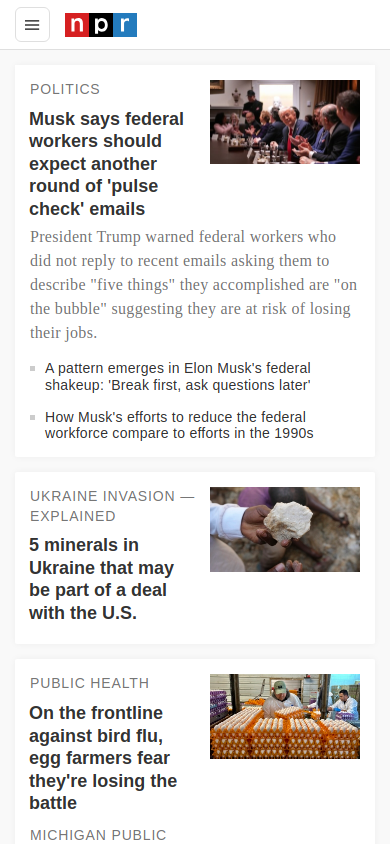 npr
POLITICS
Musk says federal
workers should
expect another
round of 'pulse
check' emails
President Trump warned federal workers who
did not reply to recent emails asking them to
describe "five things" they accomplished are "on
the bubble" suggesting they are at risk of losing
their jobs.
A pattern emerges in Elon Musk's federal
shakeup: 'Break first, ask questions later'
How Musk's efforts to reduce the federal
workforce compare to efforts in the 1990s
UKRAINE INVASION —
EXPLAINED
5 minerals in
Ukraine that may
be part of a deal
with the U.S.
PUBLIC HEALTH
On the frontline
against bird flu,
egg farmers fear
they're losing the
battle
MICHIGAN PUBLIC